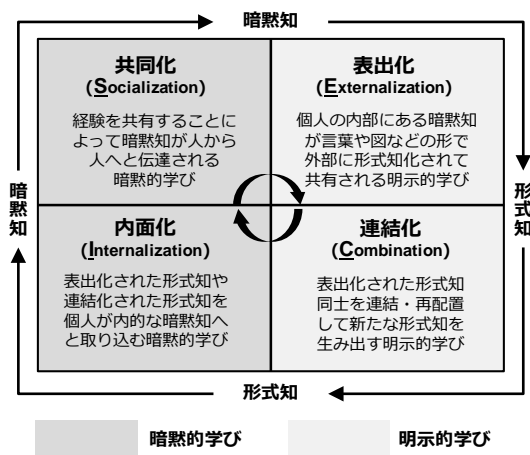 暗黙知
共同化
(Socialization)
経験を共有することに
よって暗黙知が人から
人へと伝達される
暗黙的学び
表出化
(Externalization)
個人の内部にある暗黙知
が言葉や図などの形で
外部に形式知化されて
共有される明示的学び
暗黙知
形式知
内面化
(Internalization)
表出化された形式知や
連結化された形式知を
個人が内的な暗黙知へ
と取り込む暗黙的学び
連結化
(Combination)
表出化された形式知
同士を連結・再配置
して新たな形式知を
生み出す明示的学び
形式知
暗黙的学び
明示的学び